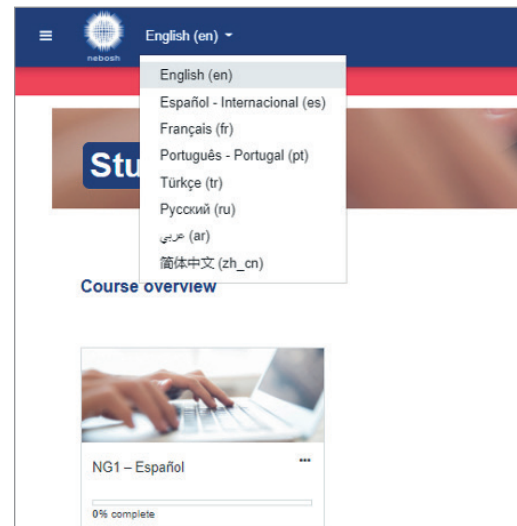 nebosh
English (en)
English (en)
Español - Internacional (es)
Français (fr)
Português - Portugal (pt)
Türkçe (tr)
Русский (ru)
عربي (ar)
简体中文 (zh_cn)
Stu
Course overview
NG1 – Español
0% complete